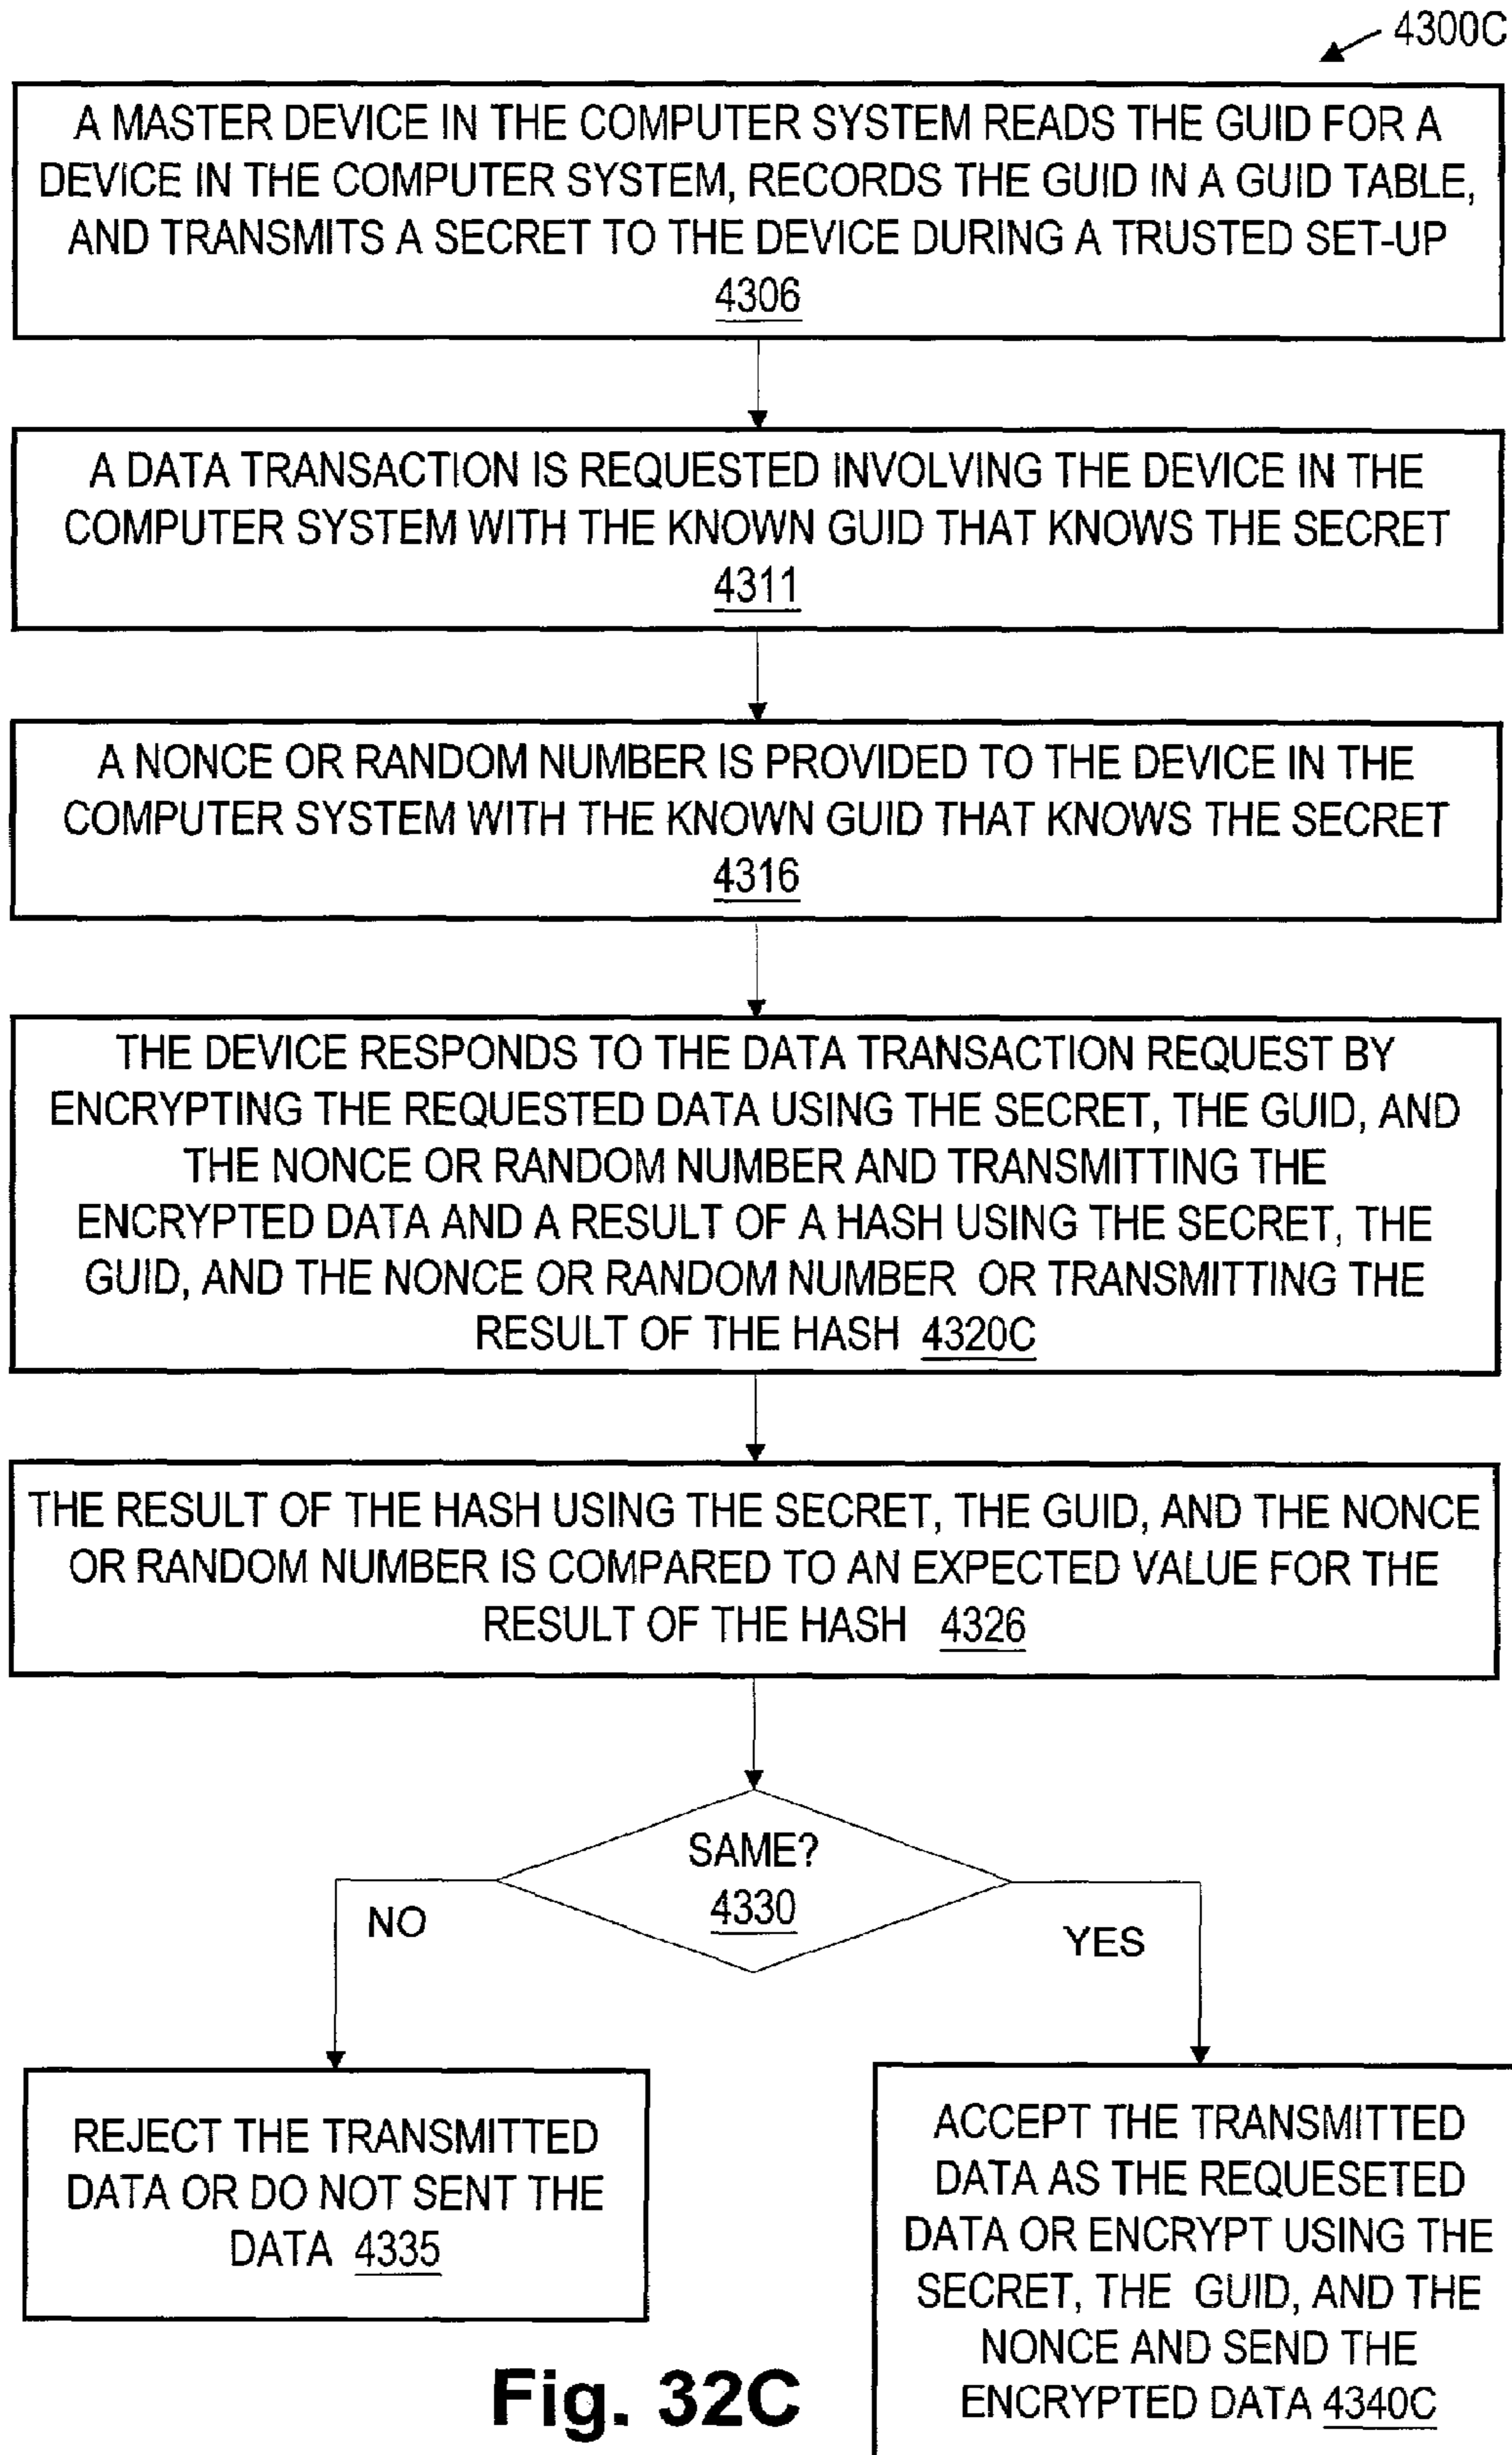 4300C
A MASTER DEVICE IN THE COMPUTER SYSTEM READS THE GUID FOR A
DEVICE IN THE COMPUTER SYSTEM, RECORDS THE GUID IN A GUID TABLE,
AND TRANSMITS A SECRET TO THE DEVICE DURING A TRUSTED SET-UP
4306
A DATA TRANSACTION IS REQUESTED INVOLVING THE DEVICE IN THE
COMPUTER SYSTEM WITH THE KNOWN GUID THAT KNOWS THE SECRET
4311
A NONCE OR RANDOM NUMBER IS PROVIDED TO THE DEVICE IN THE
COMPUTER SYSTEM WITH THE KNOWN GUID THAT KNOWS THE SECRET
4316
THE DEVICE RESPONDS TO THE DATA TRANSACTION REQUEST BY
ENCRYPTING THE REQUESTED DATA USING THE SECRET, THE GUID, AND
THE NONCE OR RANDOM NUMBER AND TRANSMITTING THE
ENCRYPTED DATA AND A RESULT OF A HASH USING THE SECRET, THE
GUID, AND THE NONCE OR RANDOM NUMBER OR TRANSMITTING THE
RESULT OF THE HASH 4320C
THE RESULT OF THE HASH USING THE SECRET, THE GUID, AND THE NONCE
OR RANDOM NUMBER IS COMPARED TO AN EXPECTED VALUE FOR THE
RESULT OF THE HASH 4326
SAME?
4330
NO
YES
REJECT THE TRANSMITTED
DATA OR DO NOT SENT THE
DATA 4335
ACCEPT THE TRANSMITTED
DATA AS THE REQUESETED
DATA OR ENCRYPT USING THE
SECRET, THE GUID, AND THE
NONCE AND SEND THE
ENCRYPTED DATA 4340C
Fig. 32C